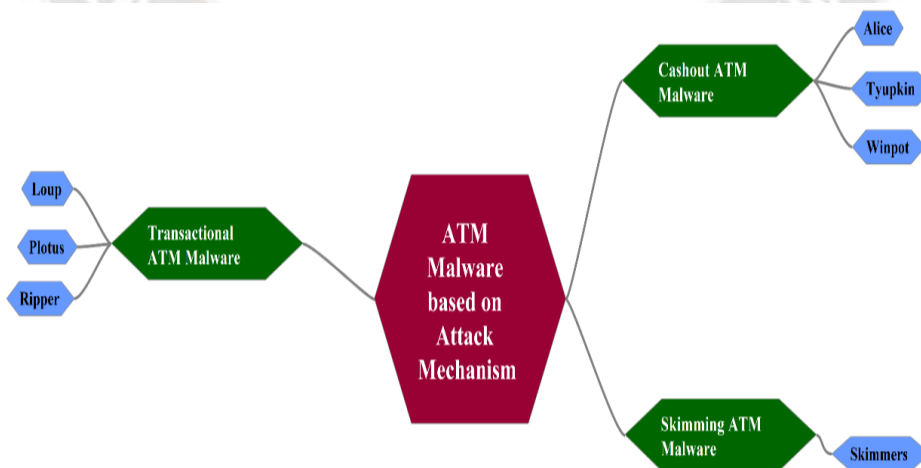 Alice
Cashout ATM
Malware
Tyupkin
Winpot
Loup
Transactional
ATM Malware
Plotus
Ripper
ATM
Malware
based on
Attack
Mechanism
Skimming ATM
Malware
Skimmers